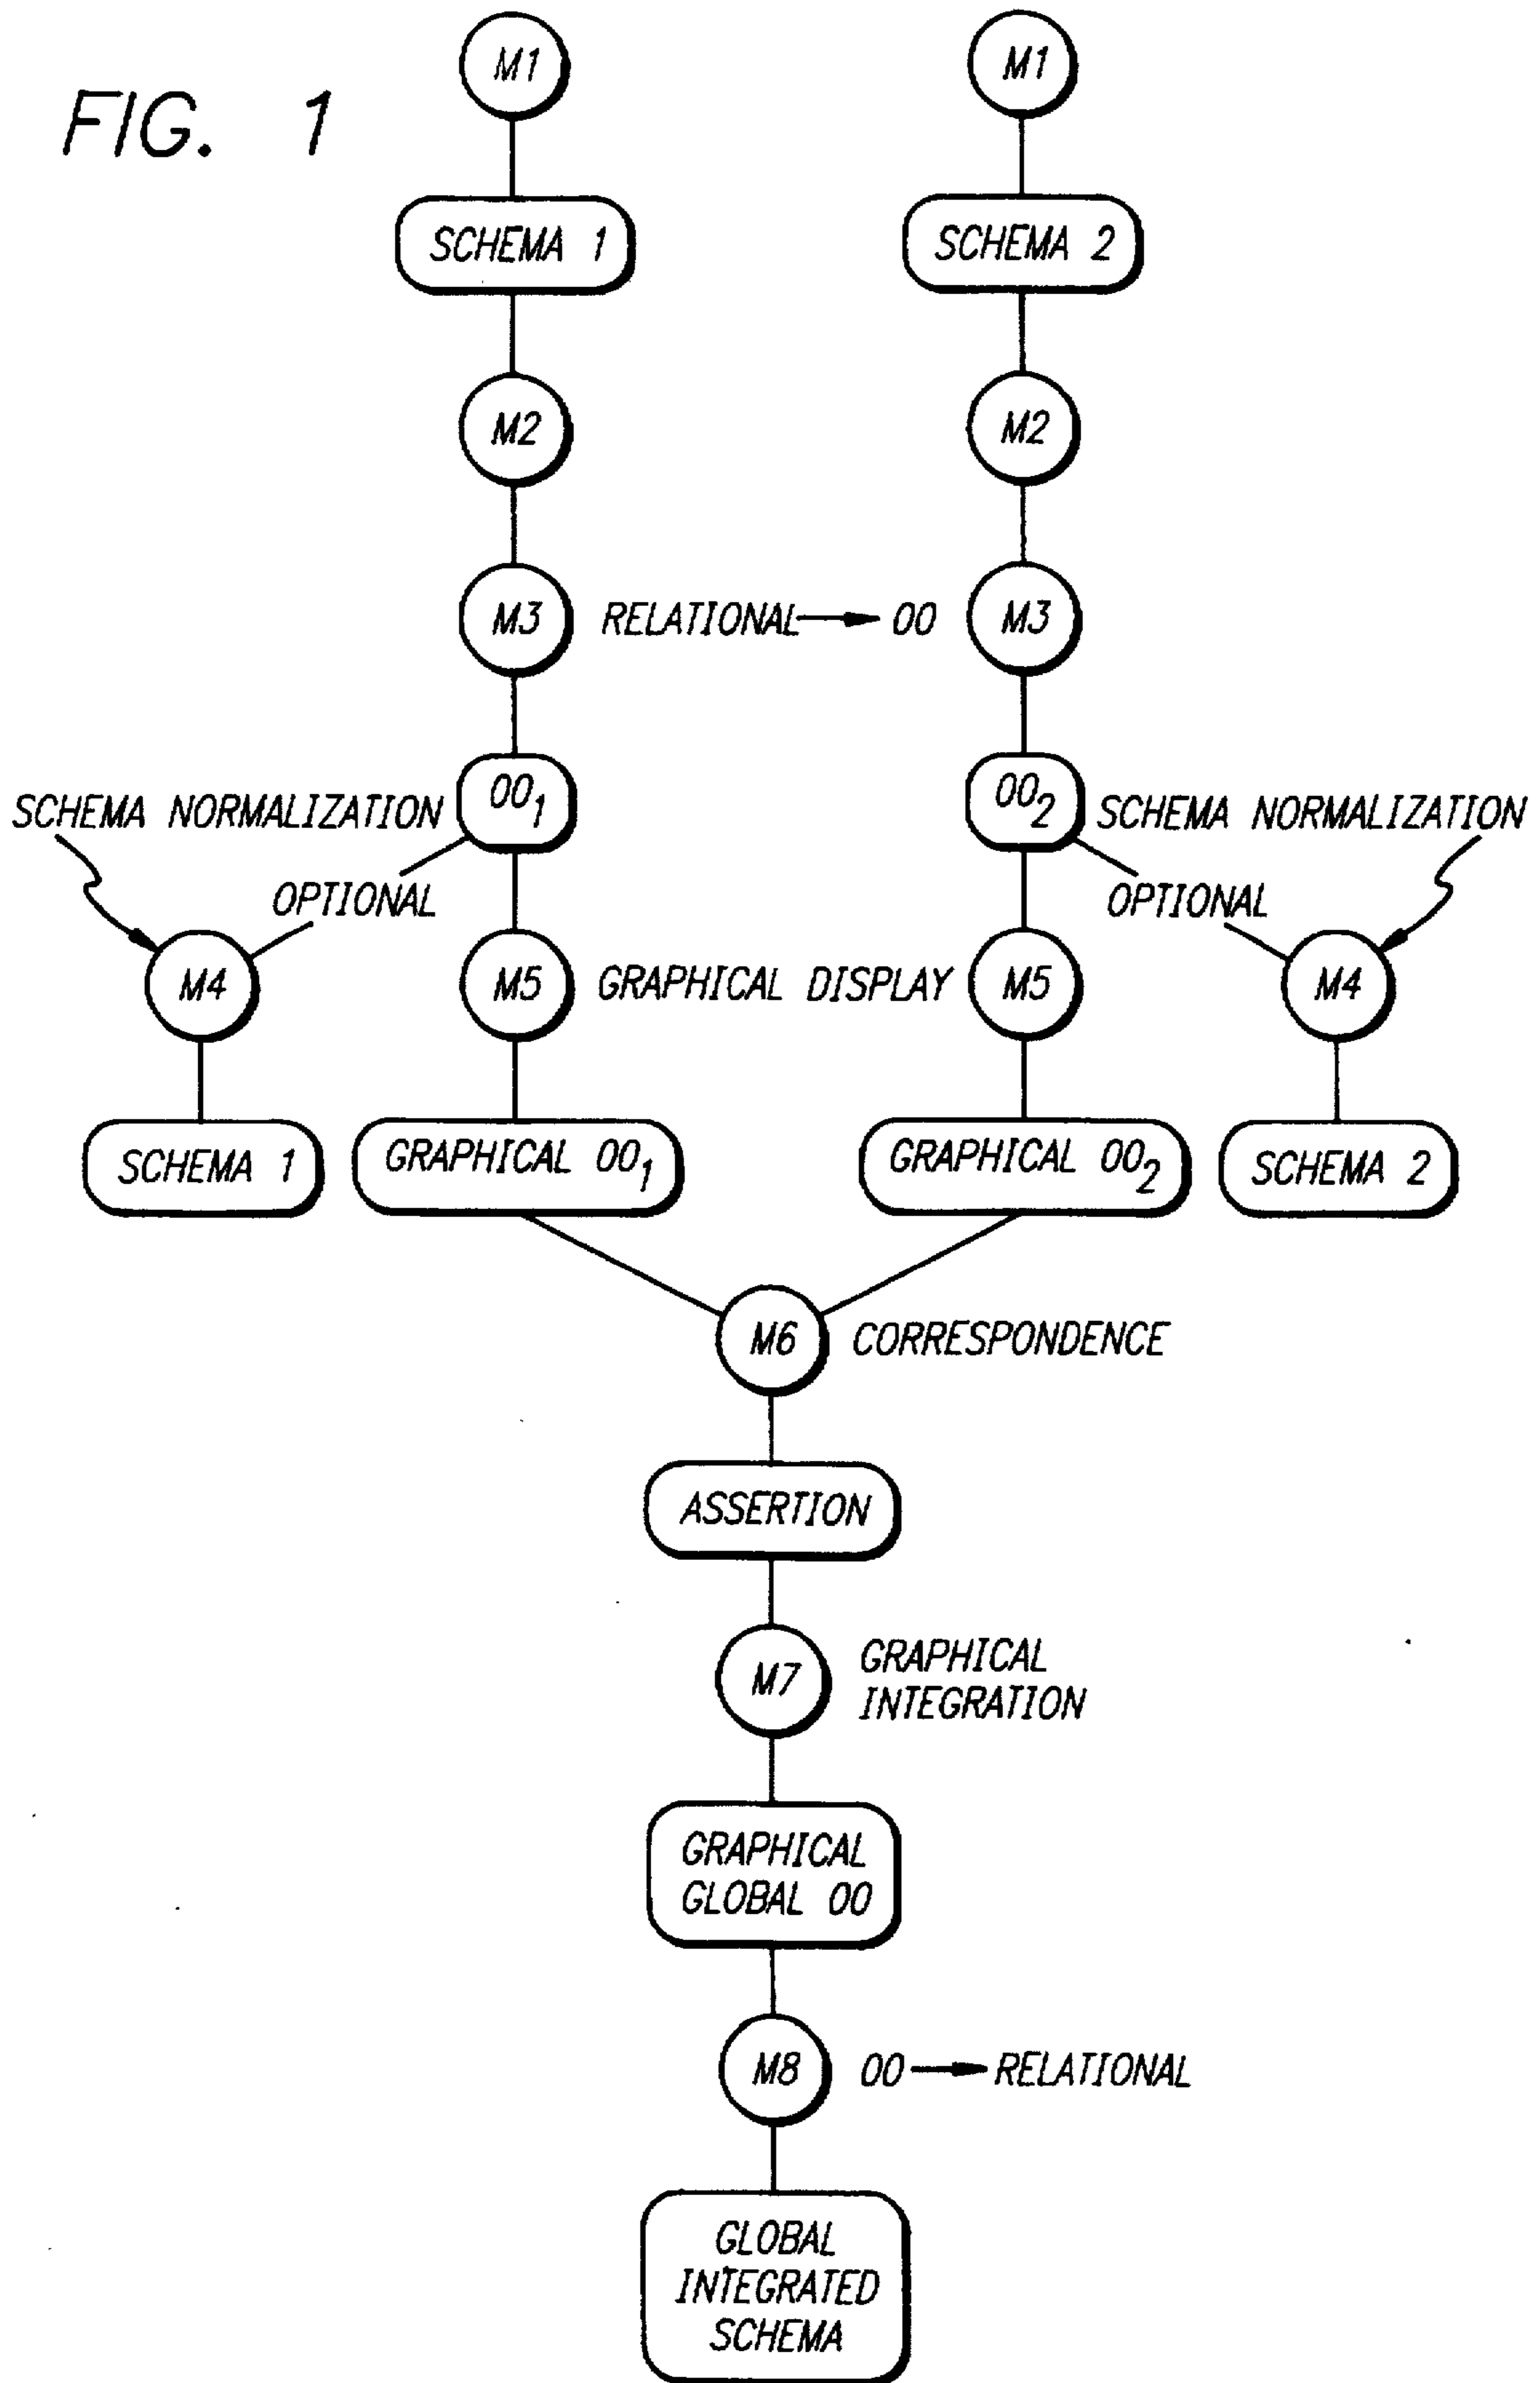 FIG. 1
M1
M1
SCHEMA 1
SCHEMA 2
M2
M2
M3
RELATIONAL → OO
M3
OO1
OO2
SCHEMA NORMALIZATION
SCHEMA NORMALIZATION
OPTIONAL
OPTIONAL
M4
M5
GRAPHICAL DISPLAY
M5
M4
SCHEMA 1
GRAPHICAL OO1
GRAPHICAL OO2
SCHEMA 2
M6
CORRESPONDENCE
ASSERTION
M7
GRAPHICAL
INTEGRATION
GRAPHICAL
GLOBAL OO
M8
OO → RELATIONAL
GLOBAL
INTEGRATED
SCHEMA